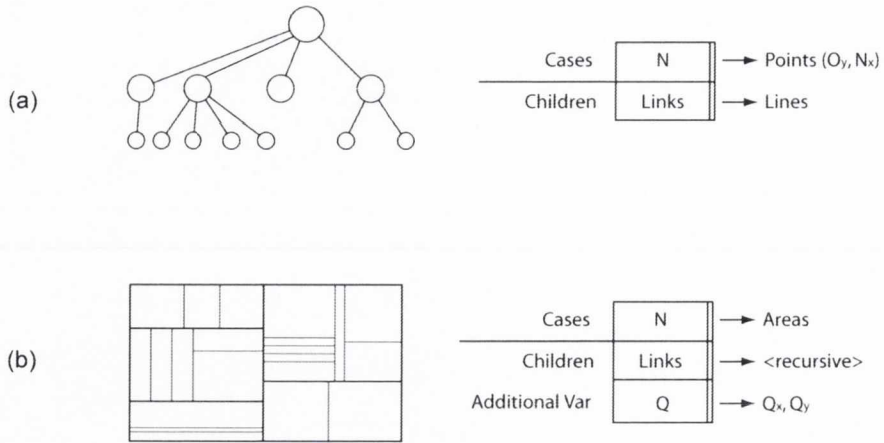 (a)
Cases N Points (Oy, Nx)
Children Links Lines
(b)
Cases N Areas
Children Links <recursive>
Additional Var Q Qx, Qy